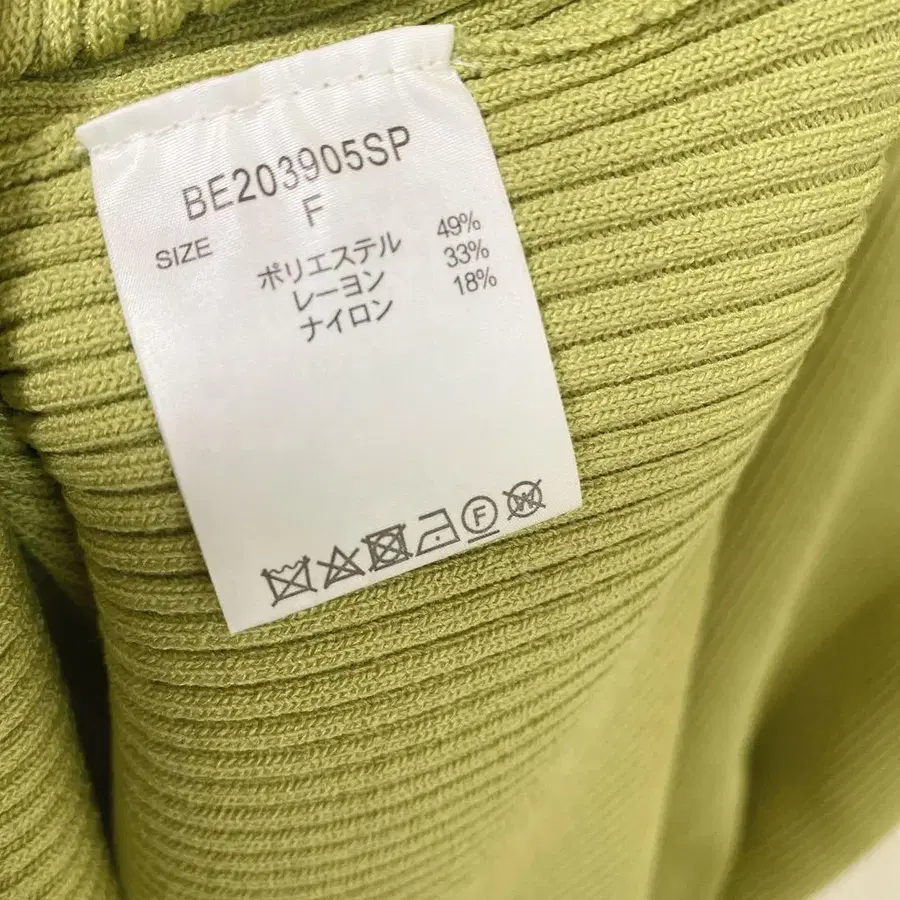 BE203905SP
SIZE F
ポリエステル 49%
レーヨン 33%
ナイロン 18%
F W